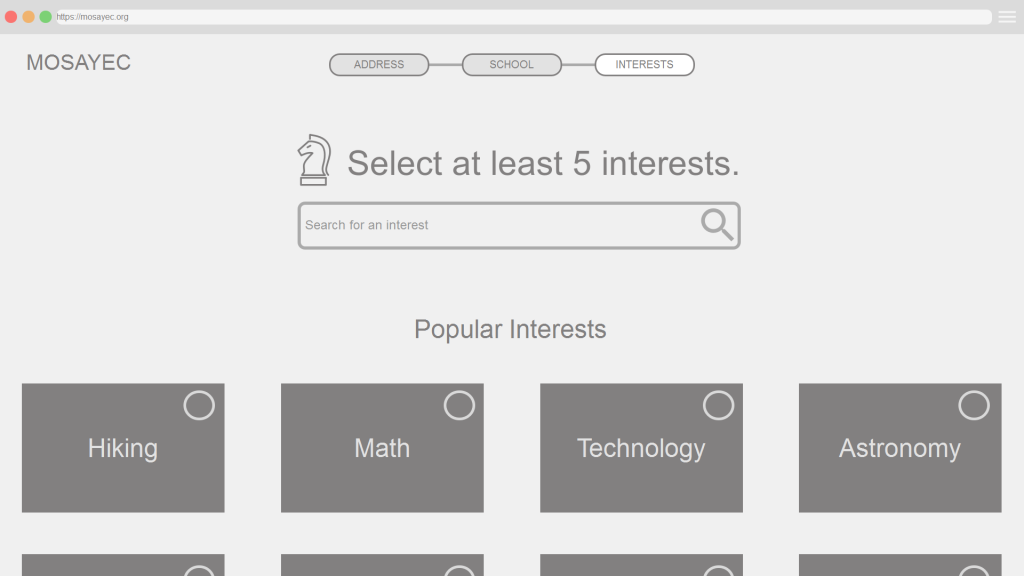 https://mosayec.org
MOSAYEC
ADDRESS
SCHOOL
INTERESTS
Select at least 5 interests.
Search for an interest
Popular Interests
Hiking
Math
Technology
Astronomy